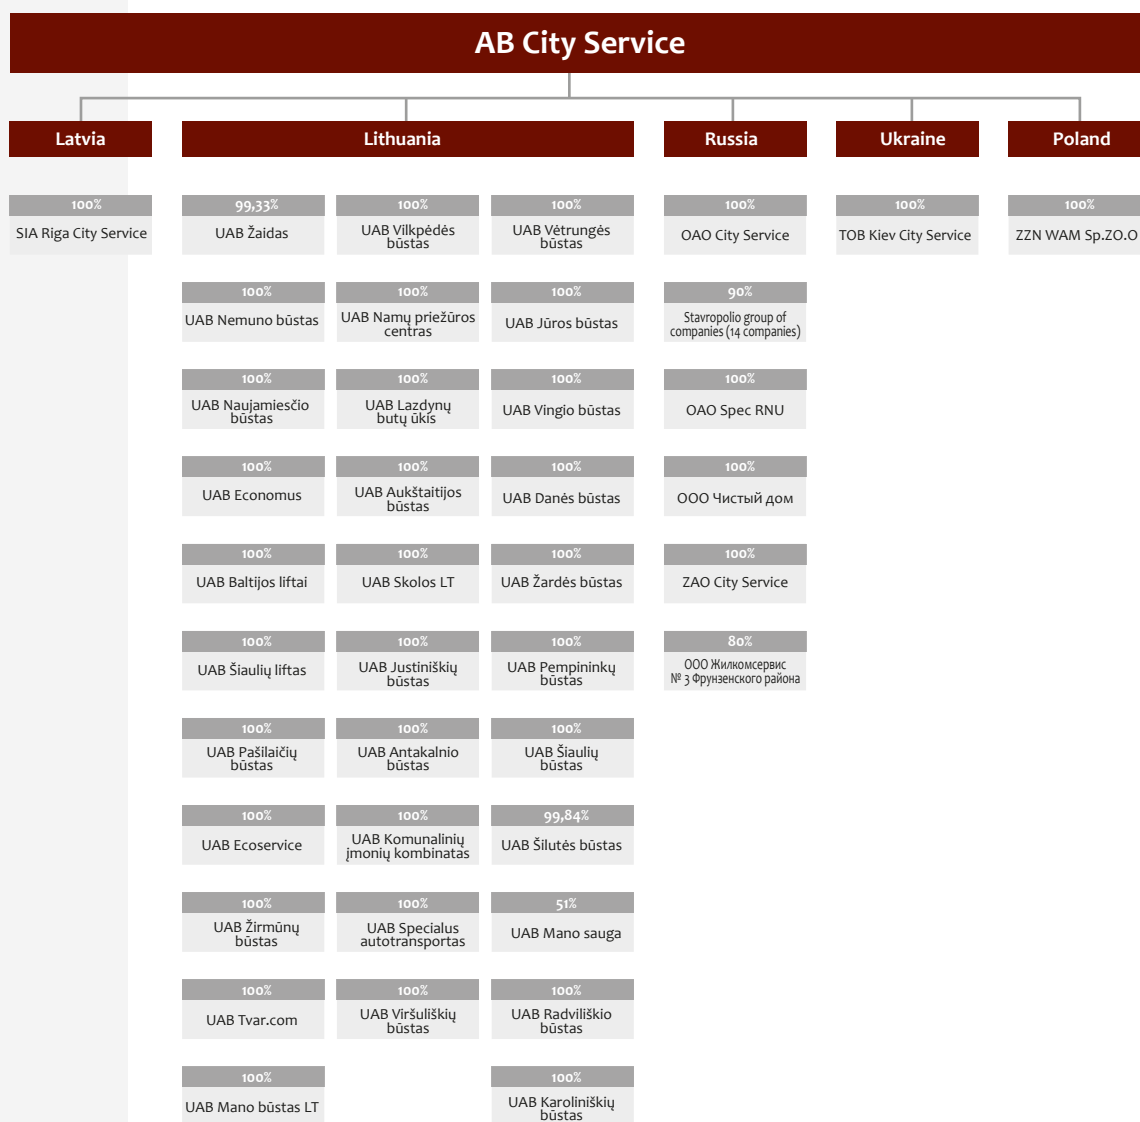 AB City Service
Latvia
Lithuania
Russia
Ukraine
Poland
100%
SIA Riga City Service
99,33%
UAB Žaidas
100%
UAB Vilkpėdės
būstas
100%
UAB Vėtrungės
būstas
100%
OAO City Service
100%
TOB Kiev City Service
100%
ZZN WAM Sp.ZO.O
100%
UAB Nemuno būstas
100%
UAB Namų priežūros
centras
100%
UAB Jūros būstas
90%
Stavropolio group of
companies (14 companies)
100%
UAB Naujamiesčio
būstas
100%
UAB Lazdynų
butų ūkis
100%
UAB Vingio būstas
100%
OAO Spec RNU
100%
UAB Economus
100%
UAB Aukštaitijos
būstas
100%
UAB Danės būstas
100%
ООО Чистый дом
100%
UAB Baltijos liftai
100%
UAB Skolos LT
100%
UAB Žardės būstas
100%
ZAO City Service
100%
UAB Šiaulių liftas
100%
UAB Justiniškių
būstas
100%
UAB Pempininkų
būstas
80%
ООО Жилкомсервис
№ 3 Фрунзенского района
100%
UAB Pašilaičių
būstas
100%
UAB Antakalnio
būstas
100%
UAB Šiaulių
būstas
100%
UAB Ecoservice
100%
UAB Komunalinių
įmonių kombinatas
99,84%
UAB Šilutės būstas
100%
UAB Žirmūnų
būstas
100%
UAB Specialus
autotransportas
51%
UAB Mano sauga
100%
UAB Tvar.com
100%
UAB Viršuliškių
būstas
100%
UAB Radviliškio
būstas
100%
UAB Mano būstas LT
100%
UAB Karoliniškių
būstas